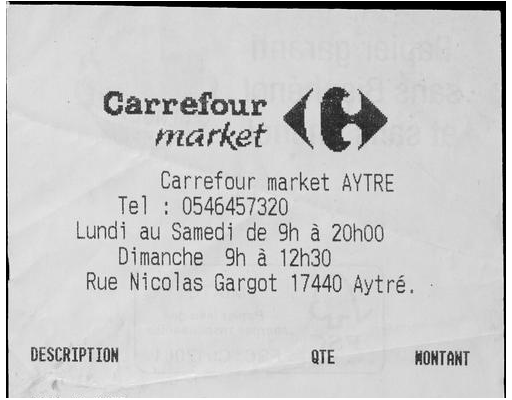 Carrefour
market
Carrefour market AYTRE
Tel : 0546457320
Lundi au Samedi de 9h à 20h00
Dimanche 9h à 12h30
Rue Nicolas Gargot 17440 Aytré.
DESCRIPTION QTE MONTANT